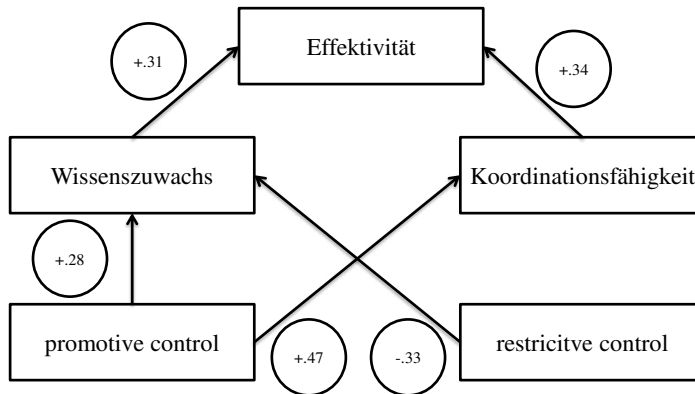 Effektivität
+.31
+.34
Wissenszuwachs
Koordinationsfähigkeit
+.28
promotive control
+.47
-.33
restricitve control